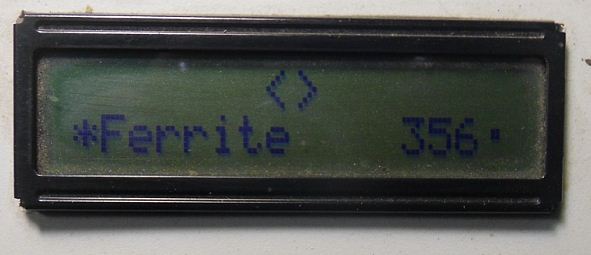 <>
*Ferrite 356▪